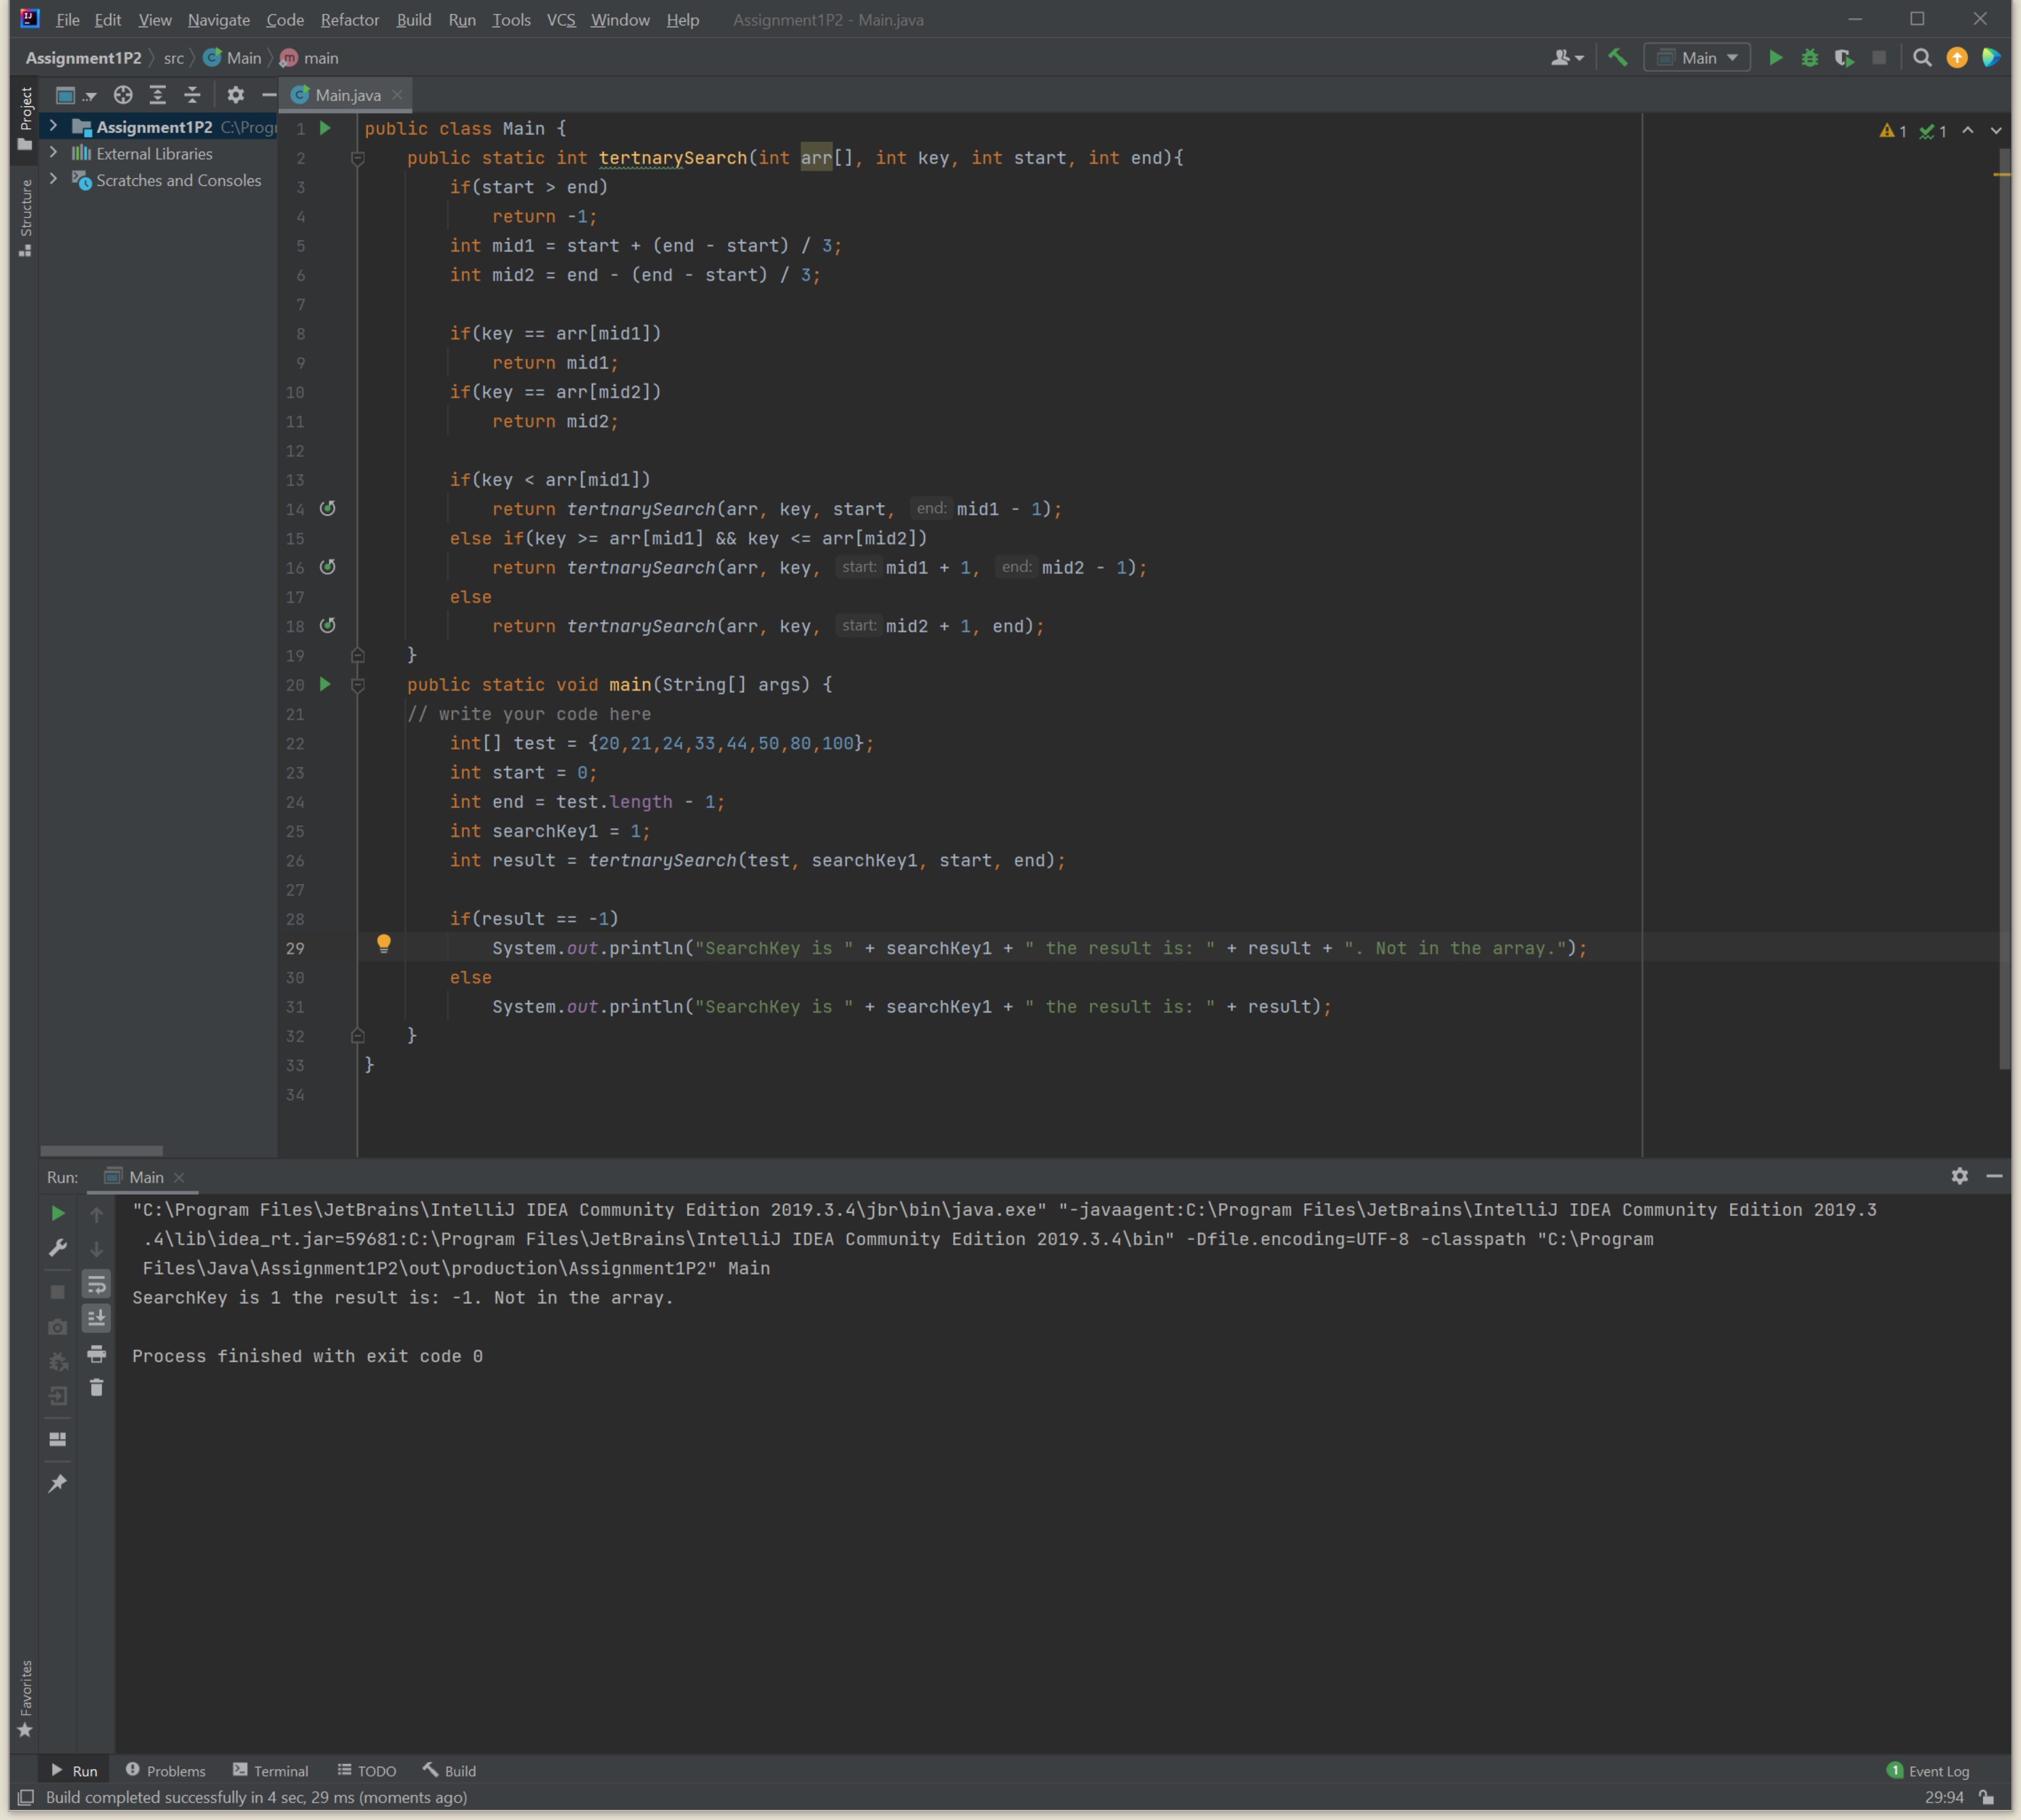 File Edit View Navigate Code Refactor Build Run Tools VCS Window Help Assignment1P2 - Main.java
Assignment1P2 src Main main
Main
Project
Main.java
Assignment1P2 C:\Progr
External Libraries
Scratches and Consoles
Structure
1 1
1 public class Main {
2 public static int tertnarySearch(int arr[], int key, int start, int end){
3 if(start > end)
4 return -1;
5 int mid1 = start + (end - start) / 3;
6 int mid2 = end - (end - start) / 3;
7
8 if(key == arr[mid1])
9 return mid1;
10 if(key == arr[mid2])
11 return mid2;
12
13 if(key < arr[mid1])
14 return tertnarySearch(arr, key, start, end: mid1 - 1);
15 else if(key >= arr[mid1] && key <= arr[mid2])
16 return tertnarySearch(arr, key, start: mid1 + 1, end: mid2 - 1);
17 else
18 return tertnarySearch(arr, key, start: mid2 + 1, end);
19 }
20 public static void main(String[] args) {
21 // write your code here
22 int[] test = {20,21,24,33,44,50,80,100};
23 int start = 0;
24 int end = test.length - 1;
25 int searchKey1 = 1;
26 int result = tertnarySearch(test, searchKey1, start, end);
27
28 if(result == -1)
29 System.out.println("SearchKey is " + searchKey1 + " the result is: " + result + ". Not in the array.");
30 else
31 System.out.println("SearchKey is " + searchKey1 + " the result is: " + result);
32 }
33 }
34
Run: Main
"C:\Program Files\JetBrains\IntelliJ IDEA Community Edition 2019.3.4\jbr\bin\java.exe" "-javaagent:C:\Program Files\JetBrains\IntelliJ IDEA Community Edition 2019.3
.4\lib\idea_rt.jar=59681:C:\Program Files\JetBrains\IntelliJ IDEA Community Edition 2019.3.4\bin" -Dfile.encoding=UTF-8 -classpath "C:\Program
Files\Java\Assignment1P2\out\production\Assignment1P2" Main
SearchKey is 1 the result is: -1. Not in the array.
Process finished with exit code 0
Favorites
Run Problems Terminal TODO Build 1 Event Log
Build completed successfully in 4 sec, 29 ms (moments ago) 29:94